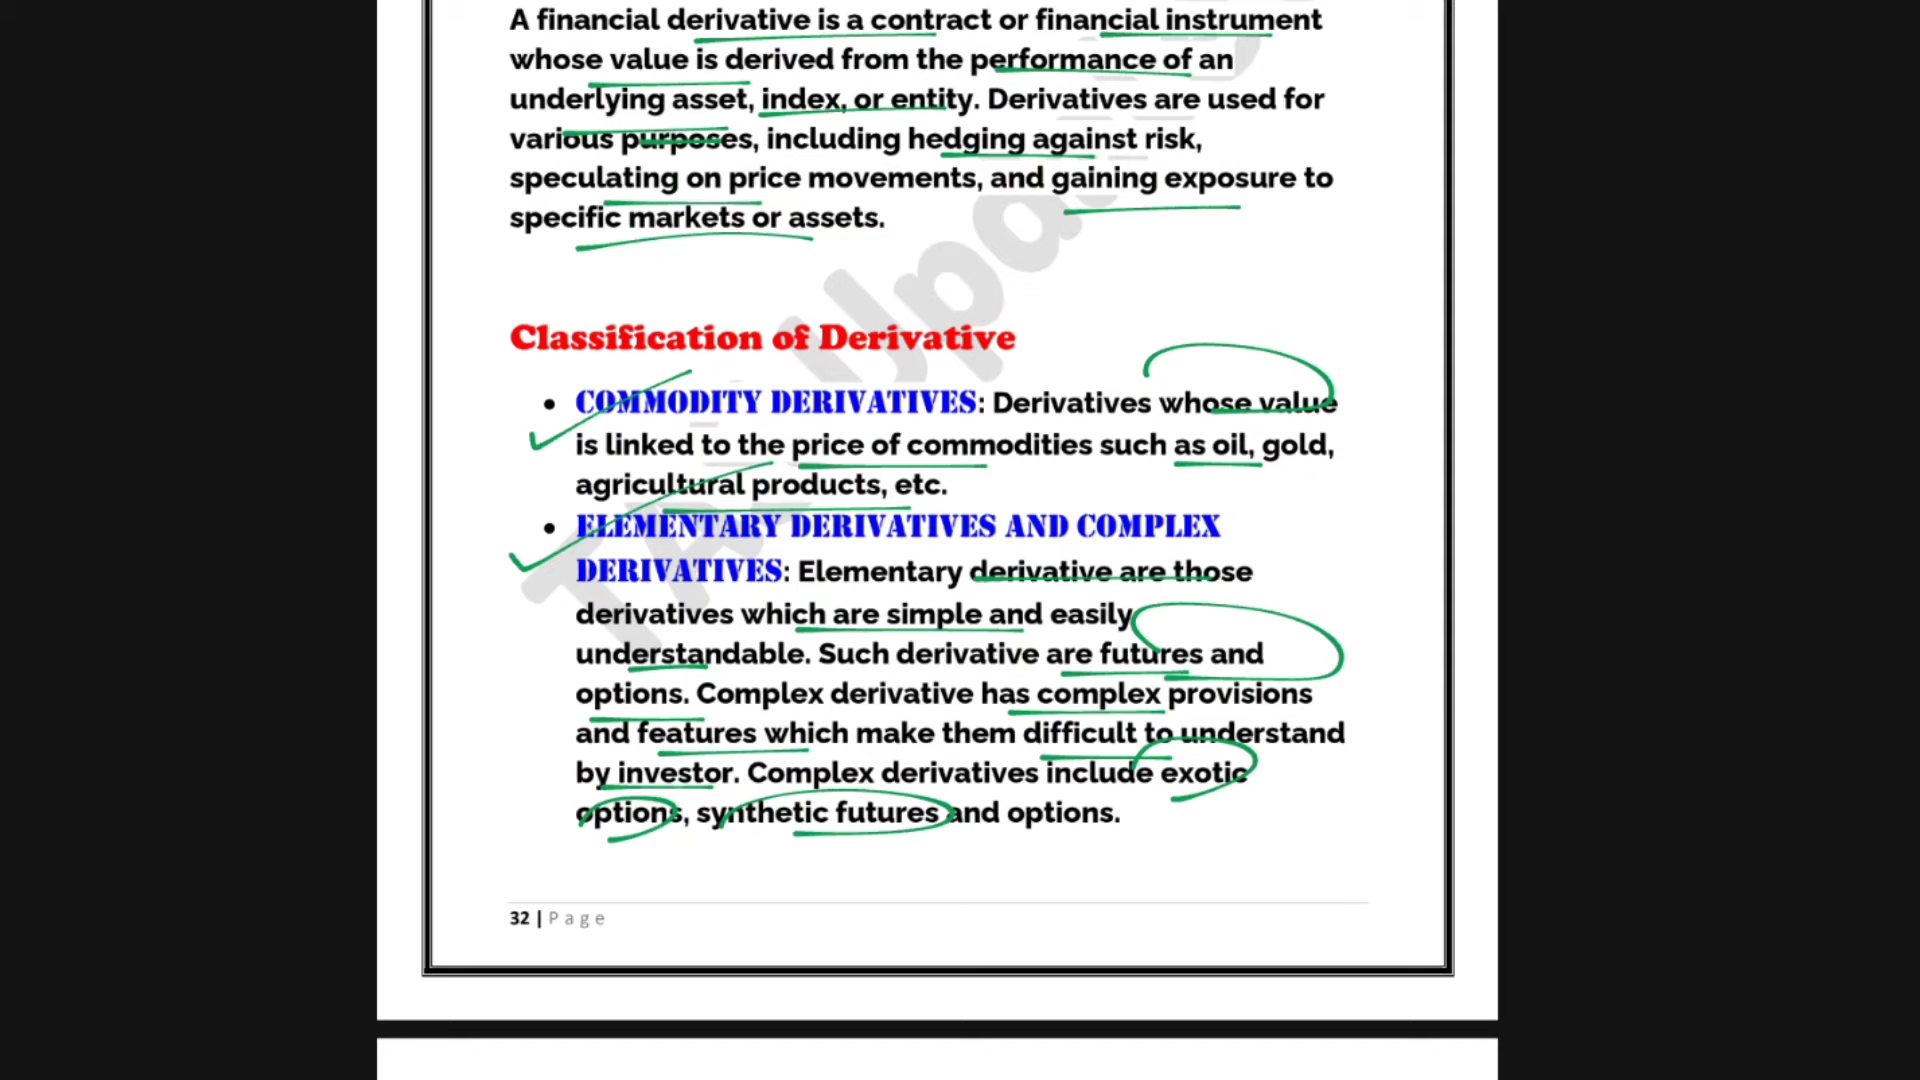 A financial derivative is a contract or financial instrument
whose value is derived from the performance of an
underlying asset, index, or entity. Derivatives are used for
various purposes, including hedging against risk,
speculating on price movements, and gaining exposure to
specific markets or assets.
Classification of Derivative
• COMMODITY DERIVATIVES: Derivatives whose value
is linked to the price of commodities such as oil, gold,
agricultural products, etc.
• ELEMENTARY DERIVATIVES AND COMPLEX
DERIVATIVES: Elementary derivative are those
derivatives which are simple and easily
understandable. Such derivative are futures and
options. Complex derivative has complex provisions
and features which make them difficult to understand
by investor. Complex derivatives include exotic
options, synthetic futures and options.
32 | Page